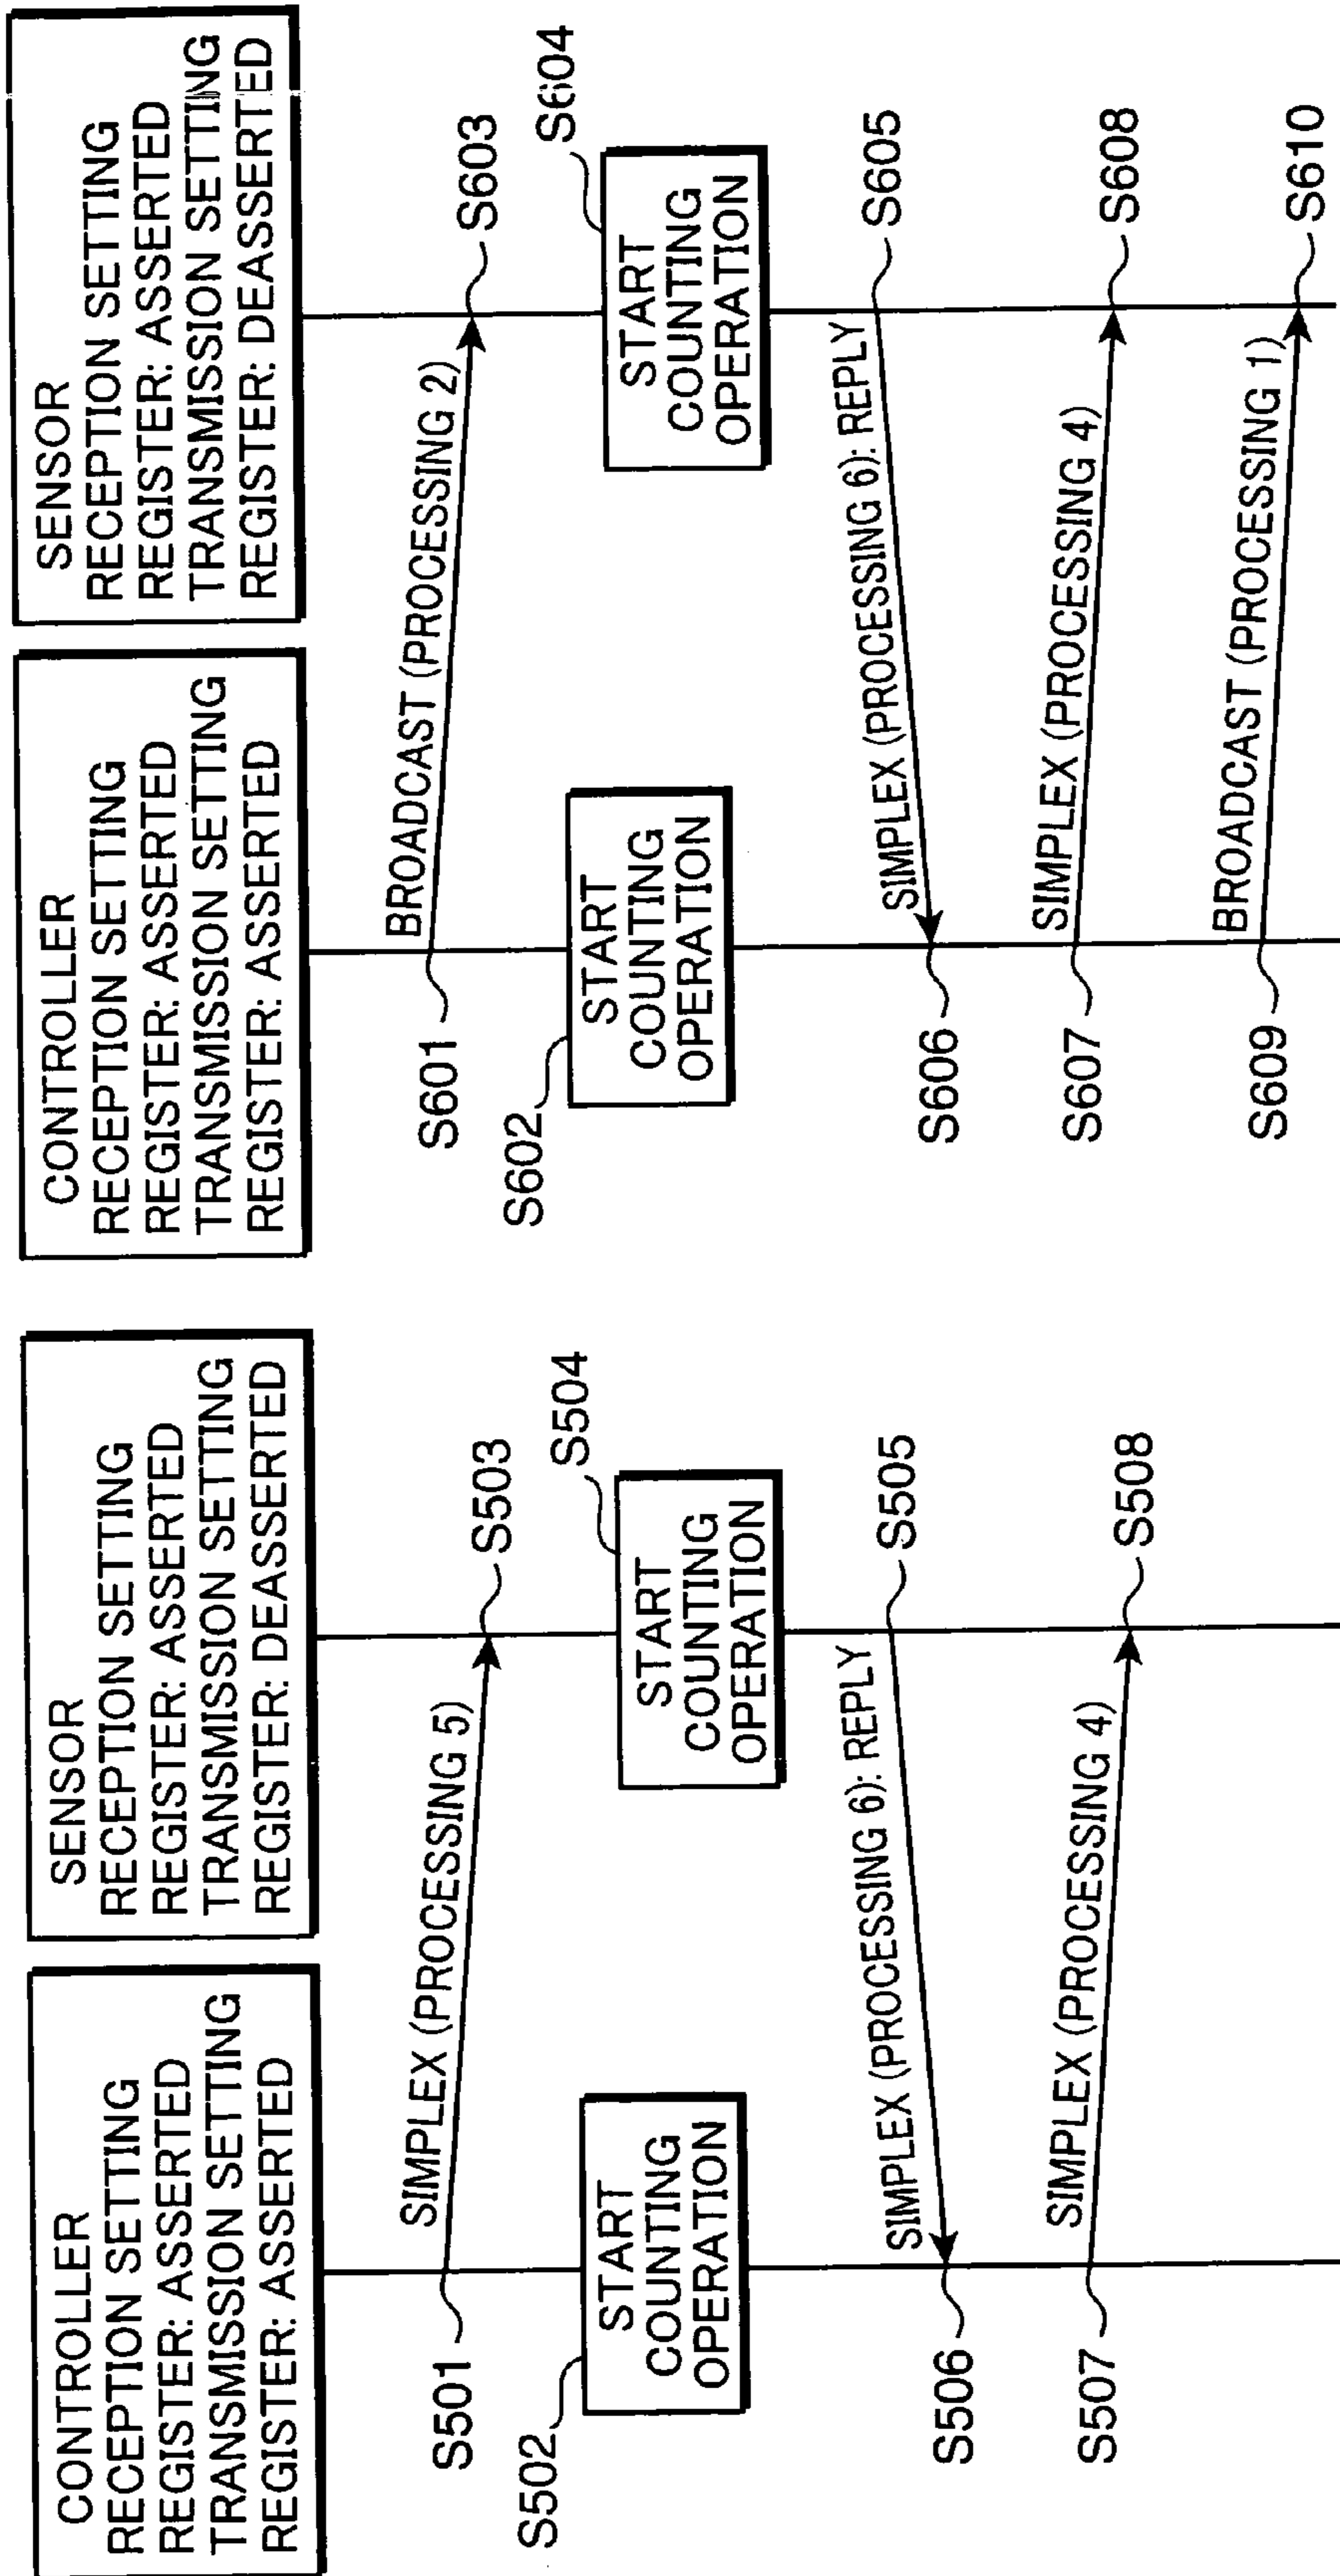 CONTROLLER
RECEPTION SETTING
REGISTER: ASSERTED
TRANSMISSION SETTING
REGISTER: ASSERTED
SENSOR
RECEPTION SETTING
REGISTER: ASSERTED
TRANSMISSION SETTING
REGISTER: DEASSERTED
S501
SIMPLEX (PROCESSING 5)
S503
S502
START
COUNTING
OPERATION
S504
START
COUNTING
OPERATION
S505
SIMPLEX (PROCESSING 6): REPLY
S506
S507
SIMPLEX (PROCESSING 4)
S508
CONTROLLER
RECEPTION SETTING
REGISTER: ASSERTED
TRANSMISSION SETTING
REGISTER: ASSERTED
SENSOR
RECEPTION SETTING
REGISTER: ASSERTED
TRANSMISSION SETTING
REGISTER: DEASSERTED
S601
BROADCAST (PROCESSING 2)
S603
S602
START
COUNTING
OPERATION
S604
START
COUNTING
OPERATION
S605
SIMPLEX (PROCESSING 6): REPLY
S606
S607
SIMPLEX (PROCESSING 4)
S608
S609
BROADCAST (PROCESSING 1)
S610